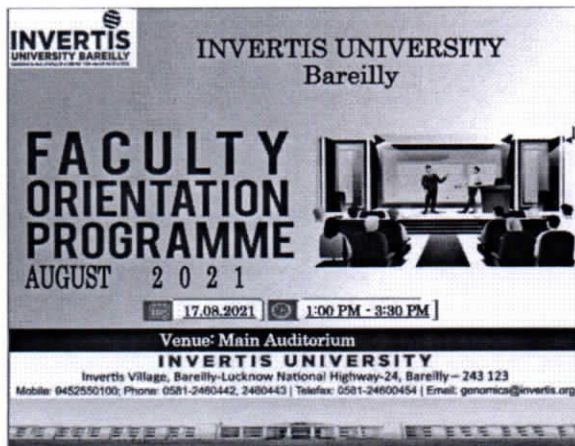 INVERTIS
UNIVERSITY BAREILLY
INVERTIS UNIVERSITY
Bareilly
FACULTY
ORIENTATION
PROGRAMME
AUGUST 2021
17.08.2021 1:00 PM - 3:30 PM
Venue: Main Auditorium
INVERTIS UNIVERSITY
Invertis Village, Bareilly-Lucknow National Highway-24, Bareilly – 243 123
Mobile: 9452550100; Phone: 0581-2460442, 2460443 | Telefax: 0581-24600454 | Email: genomics@invertis.org